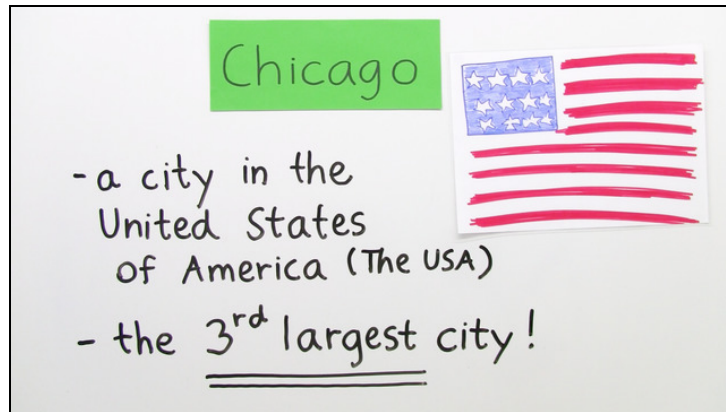 Chicago
- a city in the
United States
of America (The USA)
- the 3rd largest city!